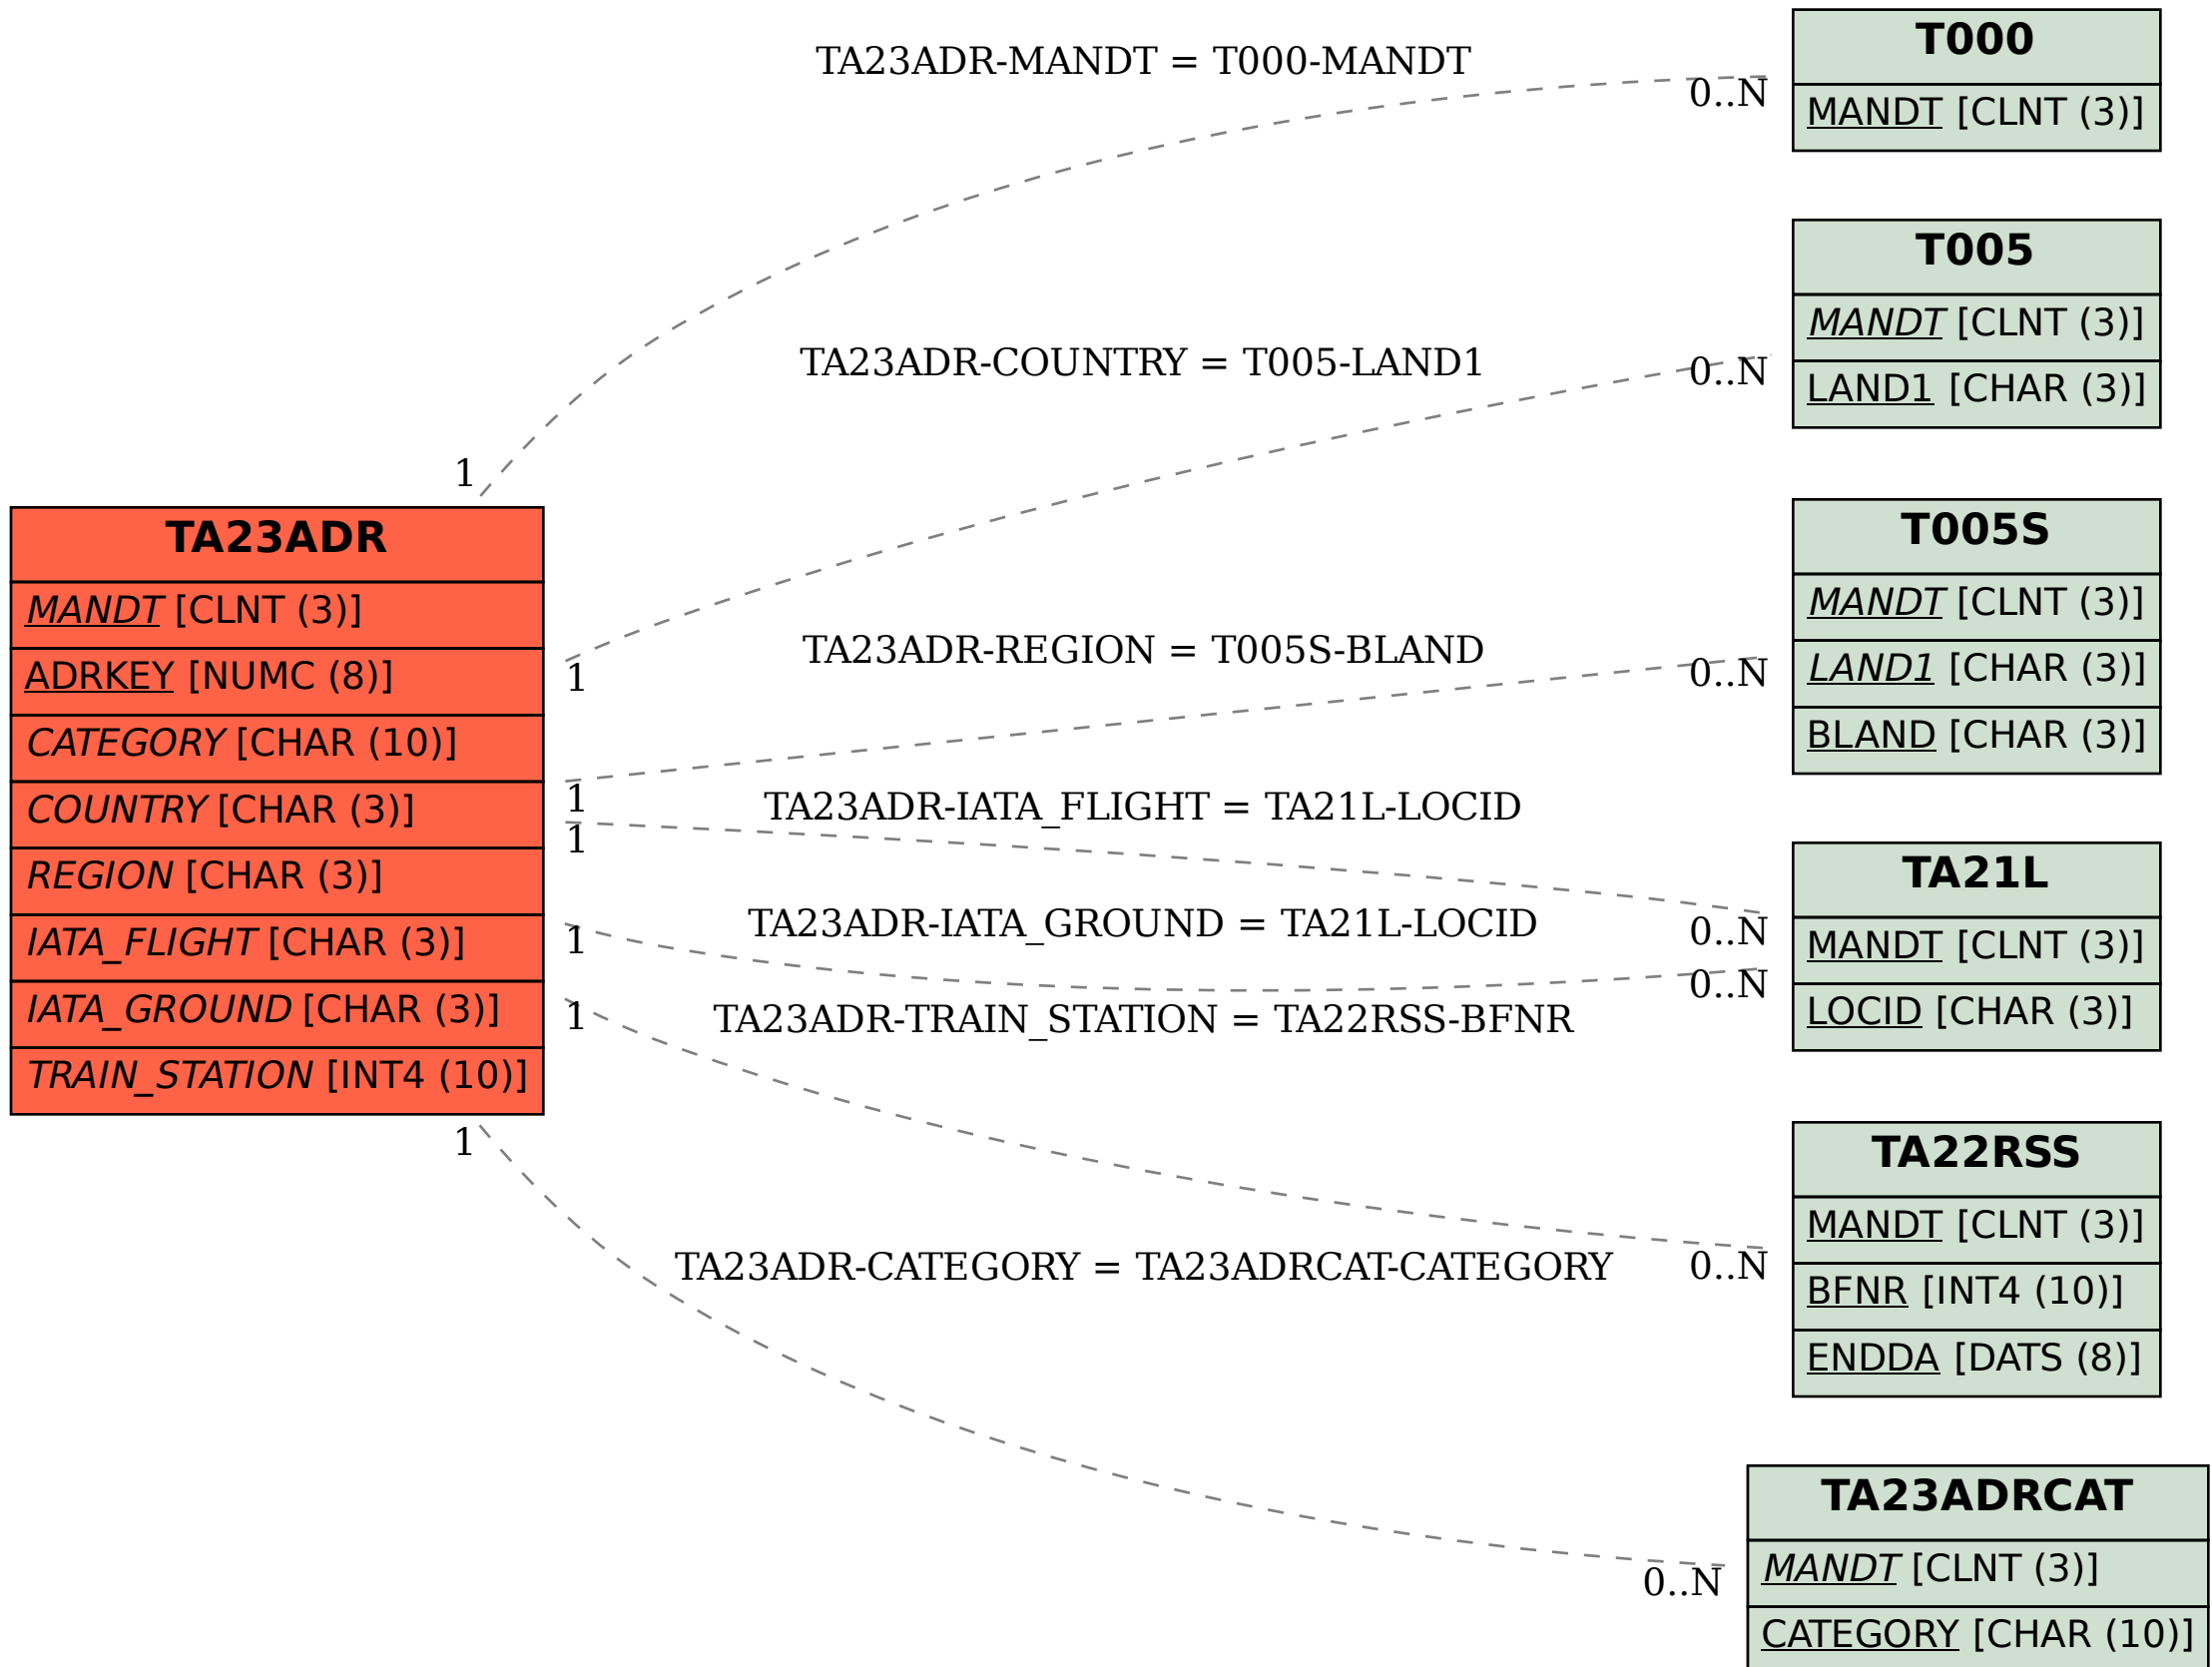 TA23ADR
MANDT [CLNT (3)]
ADRKEY [NUMC (8)]
CATEGORY [CHAR (10)]
COUNTRY [CHAR (3)]
REGION [CHAR (3)]
IATA_FLIGHT [CHAR (3)]
IATA_GROUND [CHAR (3)]
TRAIN_STATION [INT4 (10)]
TA23ADR-MANDT = T000-MANDT
1
0..N
TA23ADR-COUNTRY = T005-LAND1
1
0..N
TA23ADR-REGION = T005S-BLAND
1
0..N
TA23ADR-IATA_FLIGHT = TA21L-LOCID
1
0..N
TA23ADR-IATA_GROUND = TA21L-LOCID
1
0..N
TA23ADR-TRAIN_STATION = TA22RSS-BFNR
1
0..N
TA23ADR-CATEGORY = TA23ADRCAT-CATEGORY
1
0..N
T000
MANDT [CLNT (3)]
T005
MANDT [CLNT (3)]
LAND1 [CHAR (3)]
T005S
MANDT [CLNT (3)]
LAND1 [CHAR (3)]
BLAND [CHAR (3)]
TA21L
MANDT [CLNT (3)]
LOCID [CHAR (3)]
TA22RSS
MANDT [CLNT (3)]
BFNR [INT4 (10)]
ENDDA [DATS (8)]
TA23ADRCAT
MANDT [CLNT (3)]
CATEGORY [CHAR (10)]